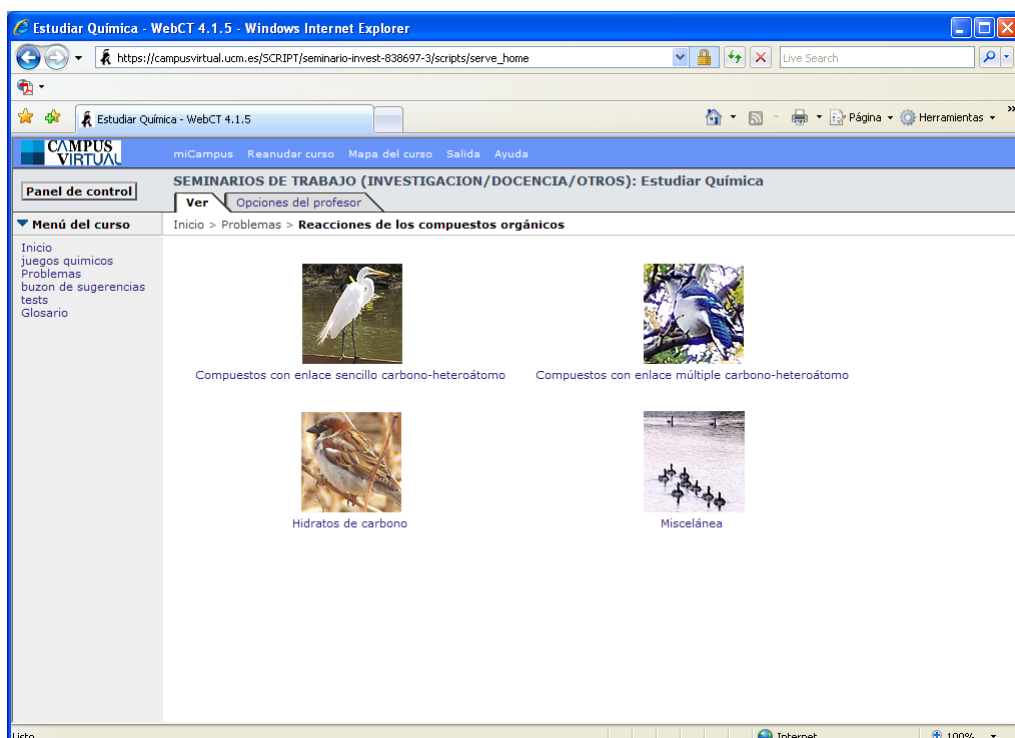 Estudiar Química - WebCT 4.1.5 - Windows Internet Explorer
https://campusvirtual.ucm.es/SCRIPT/seminario-invest-838697-3/scripts/serve_home
Live Search
Estudiar Química - WebCT 4.1.5
Página
Herramientas
CAMPUS VIRTUAL
miCampus Reanudar curso Mapa del curso Salida Ayuda
Panel de control
SEMINARIOS DE TRABAJO (INVESTIGACION/DOCENCIA/OTROS): Estudiar Química
Ver
Opciones del profesor
Menú del curso
Inicio > Problemas > Reacciones de los compuestos orgánicos
Inicio
juegos quimicos
Problemas
buzon de sugerencias
tests
Glosario
Compuestos con enlace sencillo carbono-heteroátomo
Compuestos con enlace múltiple carbono-heteroátomo
Hidratos de carbono
Miscelánea
Listo
Internet
100%